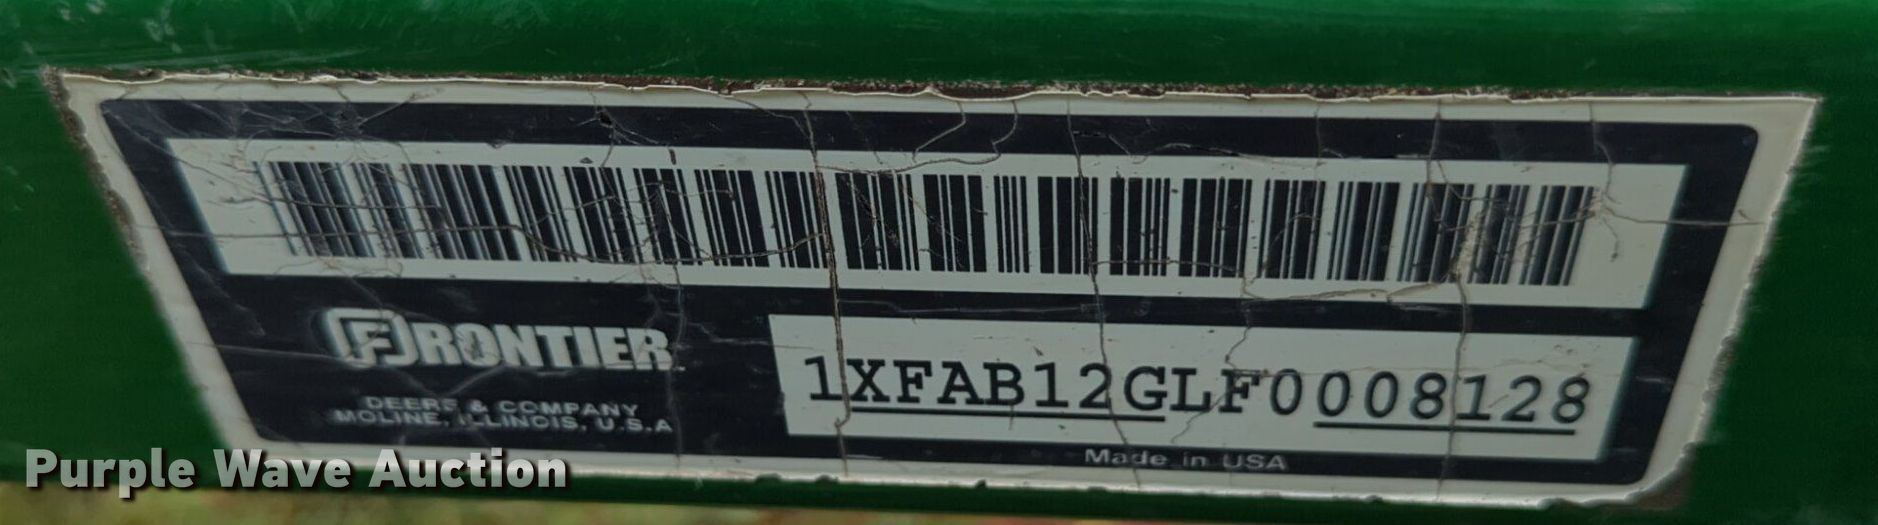 FRONTIER
DEERE & COMPANY
MOLINE, ILLINOIS, U.S.A
1XFAB12GLF0008128
Made in USA
Purple Wave Auction